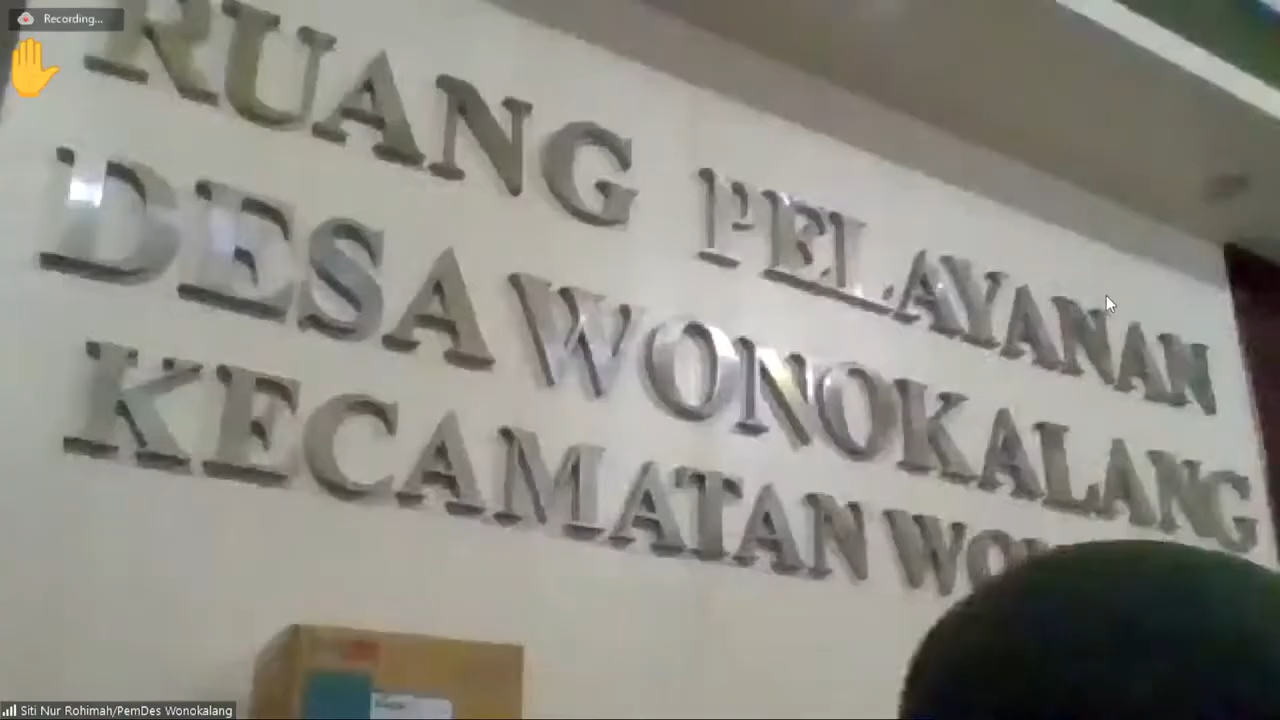 Recording...
RUANG PELAYANAN
DESA WONOKALANG
KECAMATAN
Siti Nur Rohimah/PemDes Wonokalang